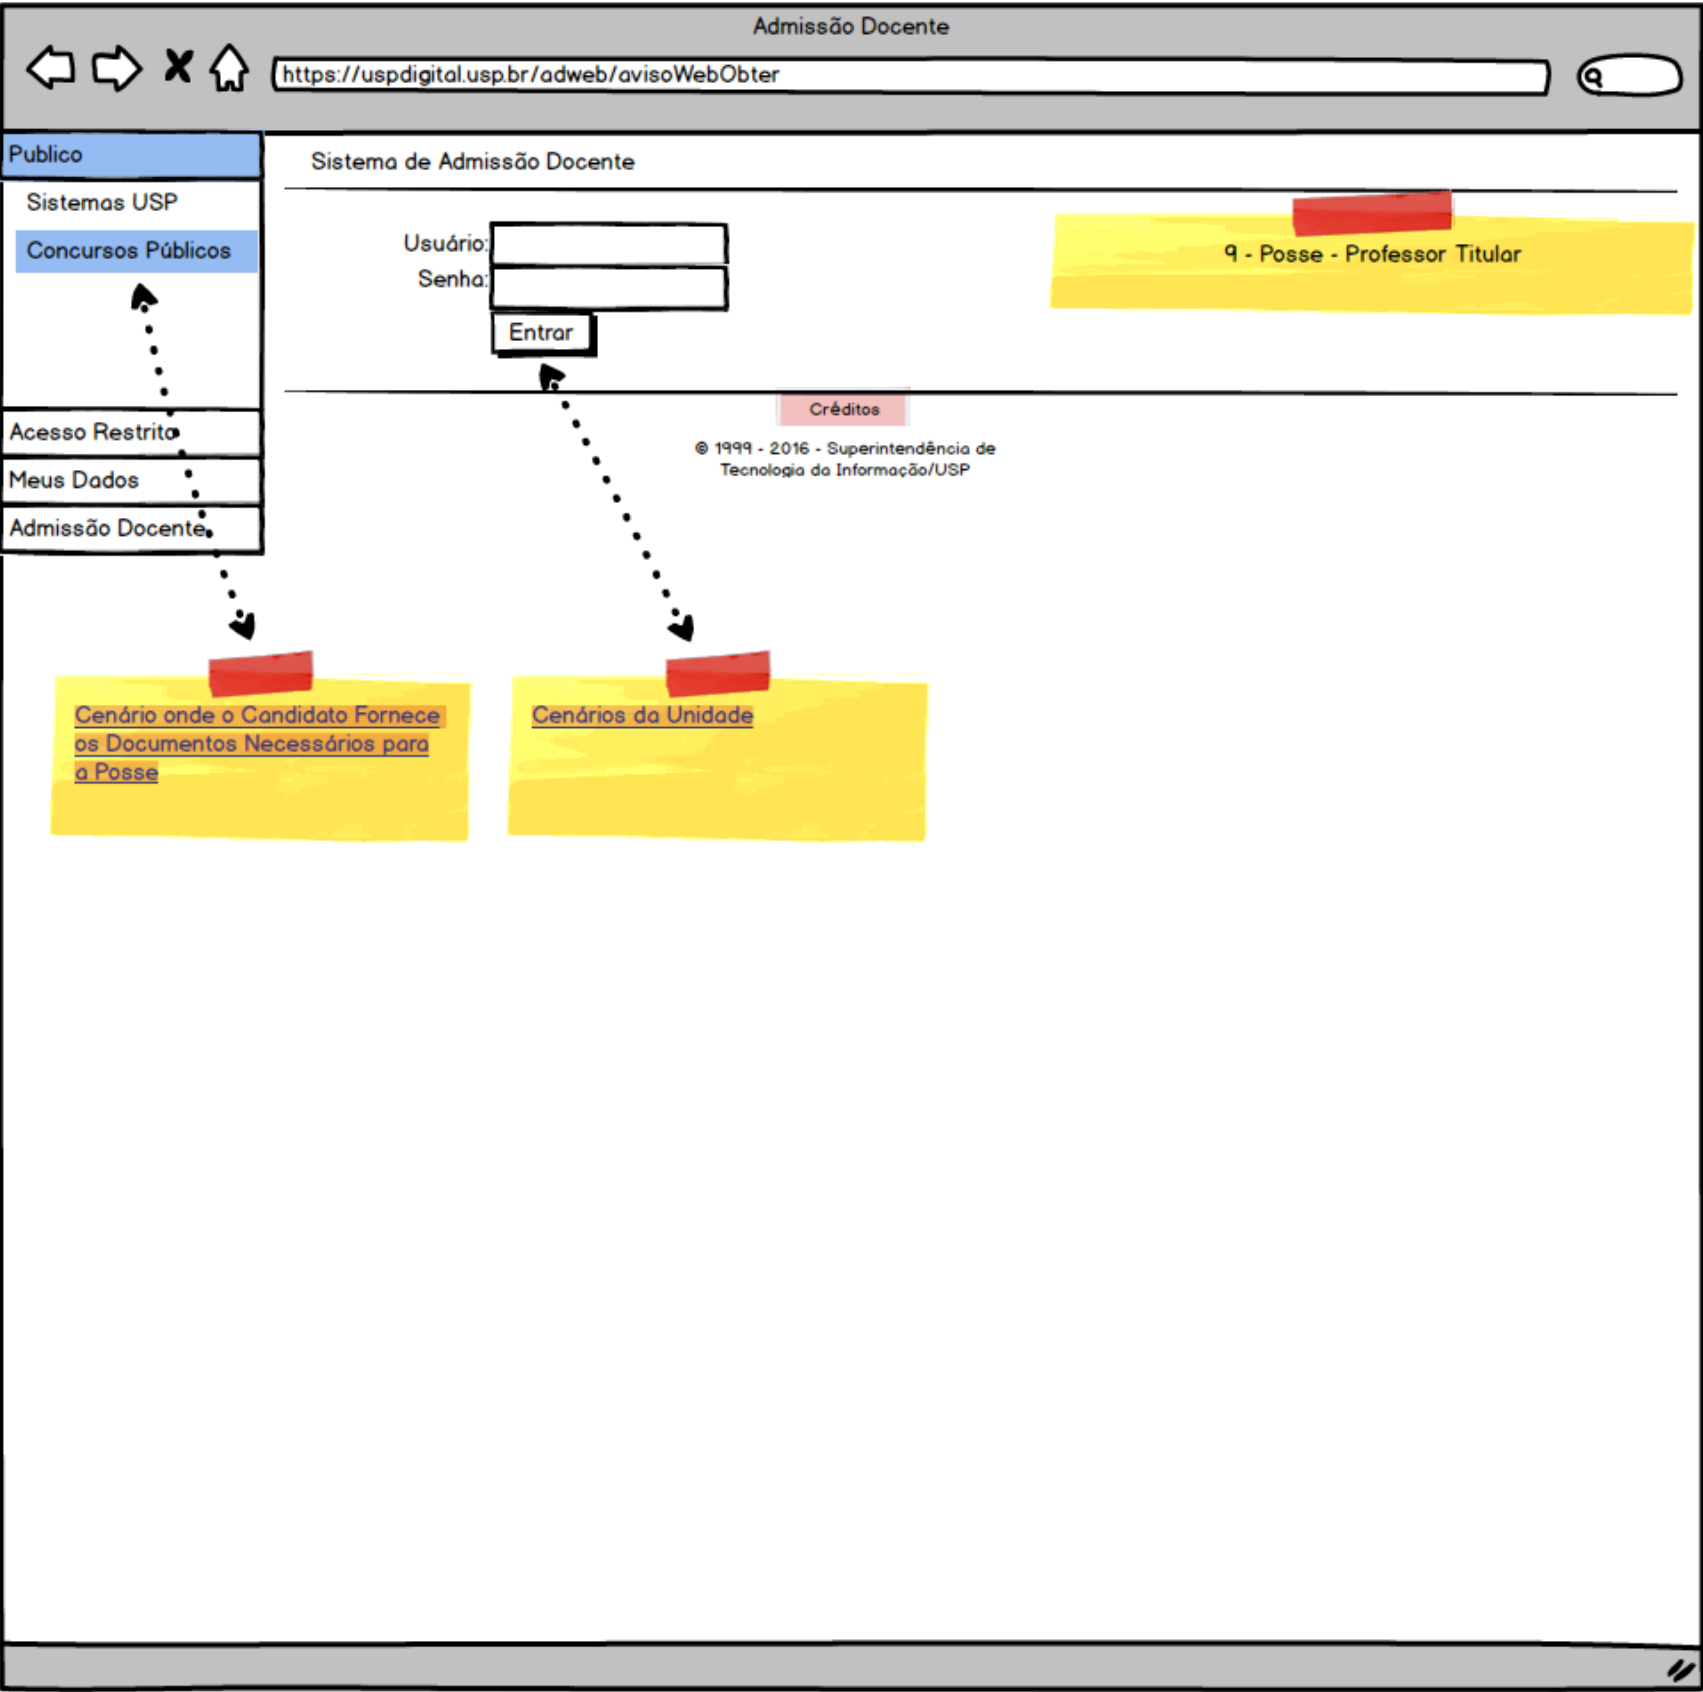 Admissão Docente
https://uspdigital.usp.br/adweb/avisoWebObter
Publico
Sistemas USP
Concursos Públicos
Acesso Restrito
Meus Dados
Admissão Docente
Sistema de Admissão Docente
Usuário:
Senha:
Entrar
9 - Posse - Professor Titular
Créditos
© 1999 - 2016 - Superintendência de
Tecnologia da Informação/USP
Cenário onde o Candidato Fornece
os Documentos Necessários para
a Posse
Cenários da Unidade